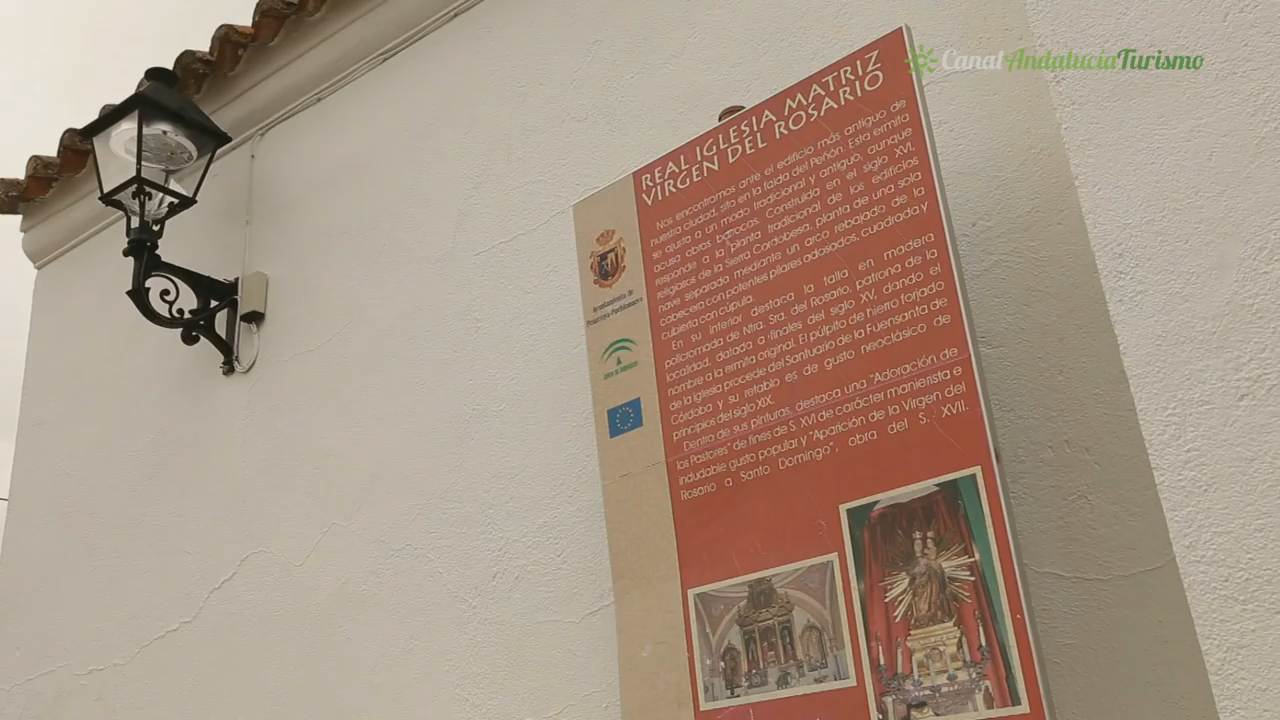 Canal AndalucíaTurismo
REAL IGLESIA MATRIZ
VIRGEN DEL ROSARIO
Nos encontramos ante el edificio más antiguo de
nuestra ciudad, sito en la falda del Peñón. Esta ermita
se ajusta a un modo tradicional y antiguo, aunque
acusa obras barrocas. Construida en el siglo XVI,
responde a la planta tradicional de los edificios
religiosos de la Sierra Cordobesa, planta de una sola
nave separada mediante un arco rebajado de la
cabecera con potentes pilares adosados, cuadrada y
cubierta con cúpula.
En su interior destaca la talla en madera
policromada de Ntra. Sra. del Rosario, patrona de la
localidad, datada a finales del siglo XV, dando el
nombre a la ermita original. El púlpito de hierro forjado
de la iglesia procede del Santuario de la Fuensanta de
Córdoba y su retablo es de gusto neoclásico de
principios del siglo XIX.
Dentro de sus pinturas, destaca una "Adoración de
los Pastores" de fines de S. XVI de carácter manierista e
indudable gusto popular y "Aparición de la Virgen del
Rosario a Santo Domingo", obra del S. XVII.
Ayuntamiento de
Peñarroya-Pueblonuevo
JUNTA DE ANDALUCIA